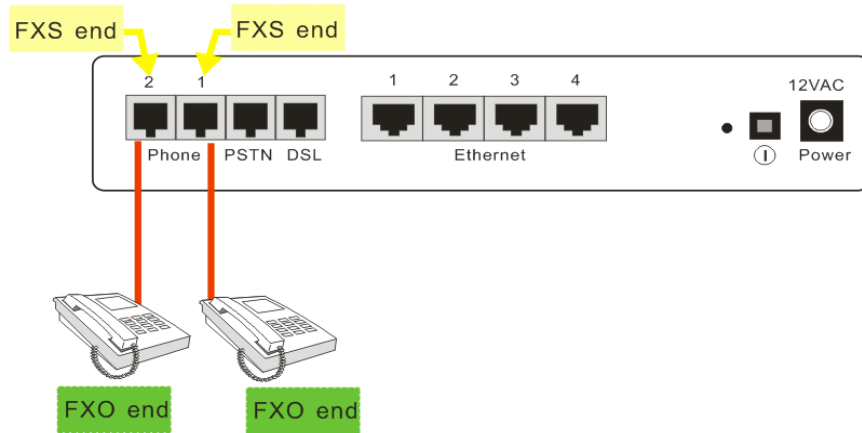 FXS end
FXS end
2 1
1 2 3 4
12VAC
Phone PSTN DSL
Ethernet
Power
FXO end
FXO end